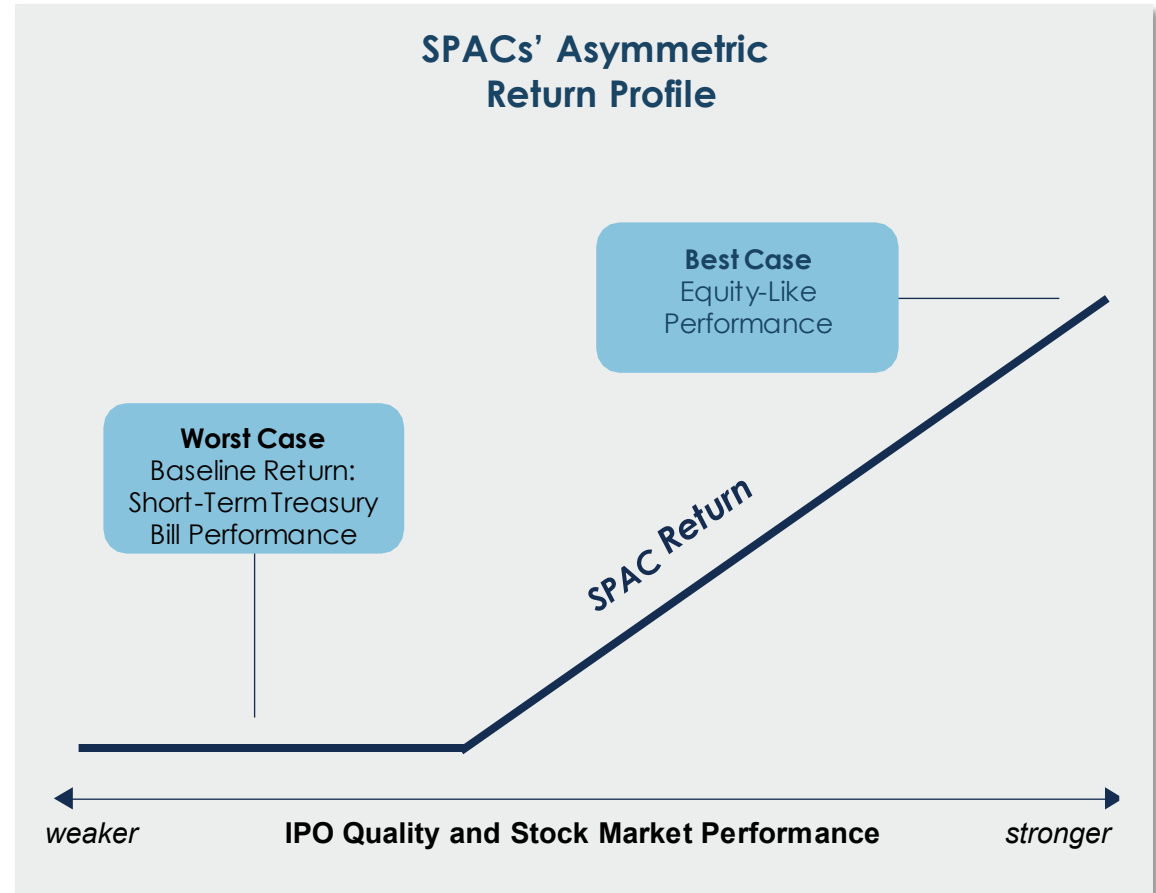 SPACs’ Asymmetric
Return Profile
Best Case
Equity-Like
Performance
Worst Case
Baseline Return:
Short-Term Treasury
Bill Performance
SPAC Return
weaker IPO Quality and Stock Market Performance stronger